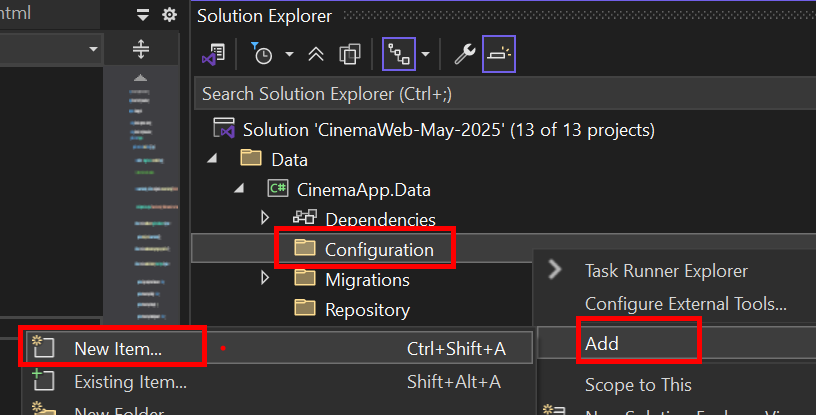 html
Solution Explorer
Search Solution Explorer (Ctrl+;)
Solution 'CinemaWeb-May-2025' (13 of 13 projects)
Data
C# CinemaApp.Data
Dependencies
Configuration
Migrations
Repository
Task Runner Explorer
Configure External Tools...
Add
Scope to This
New Item... Ctrl+Shift+A
Existing Item... Shift+Alt+A
New Folder